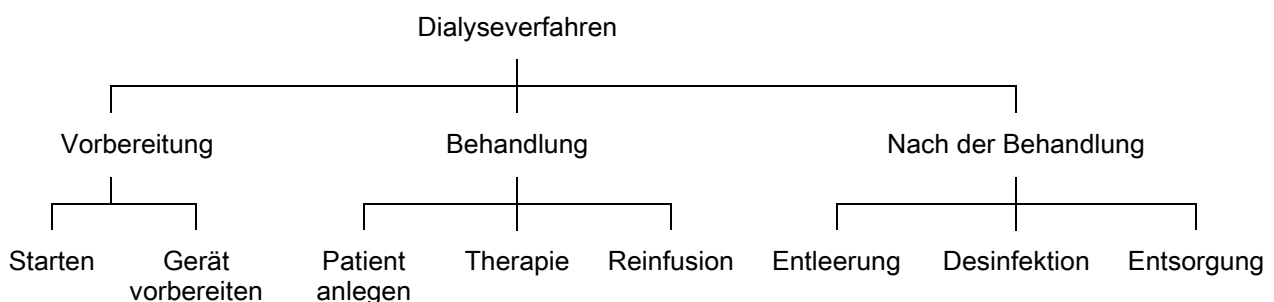 Dialyseverfahren
Vorbereitung Behandlung Nach der Behandlung
Starten Gerät vorbereiten Patient anlegen Therapie Reinfusion Entleerung Desinfektion Entsorgung